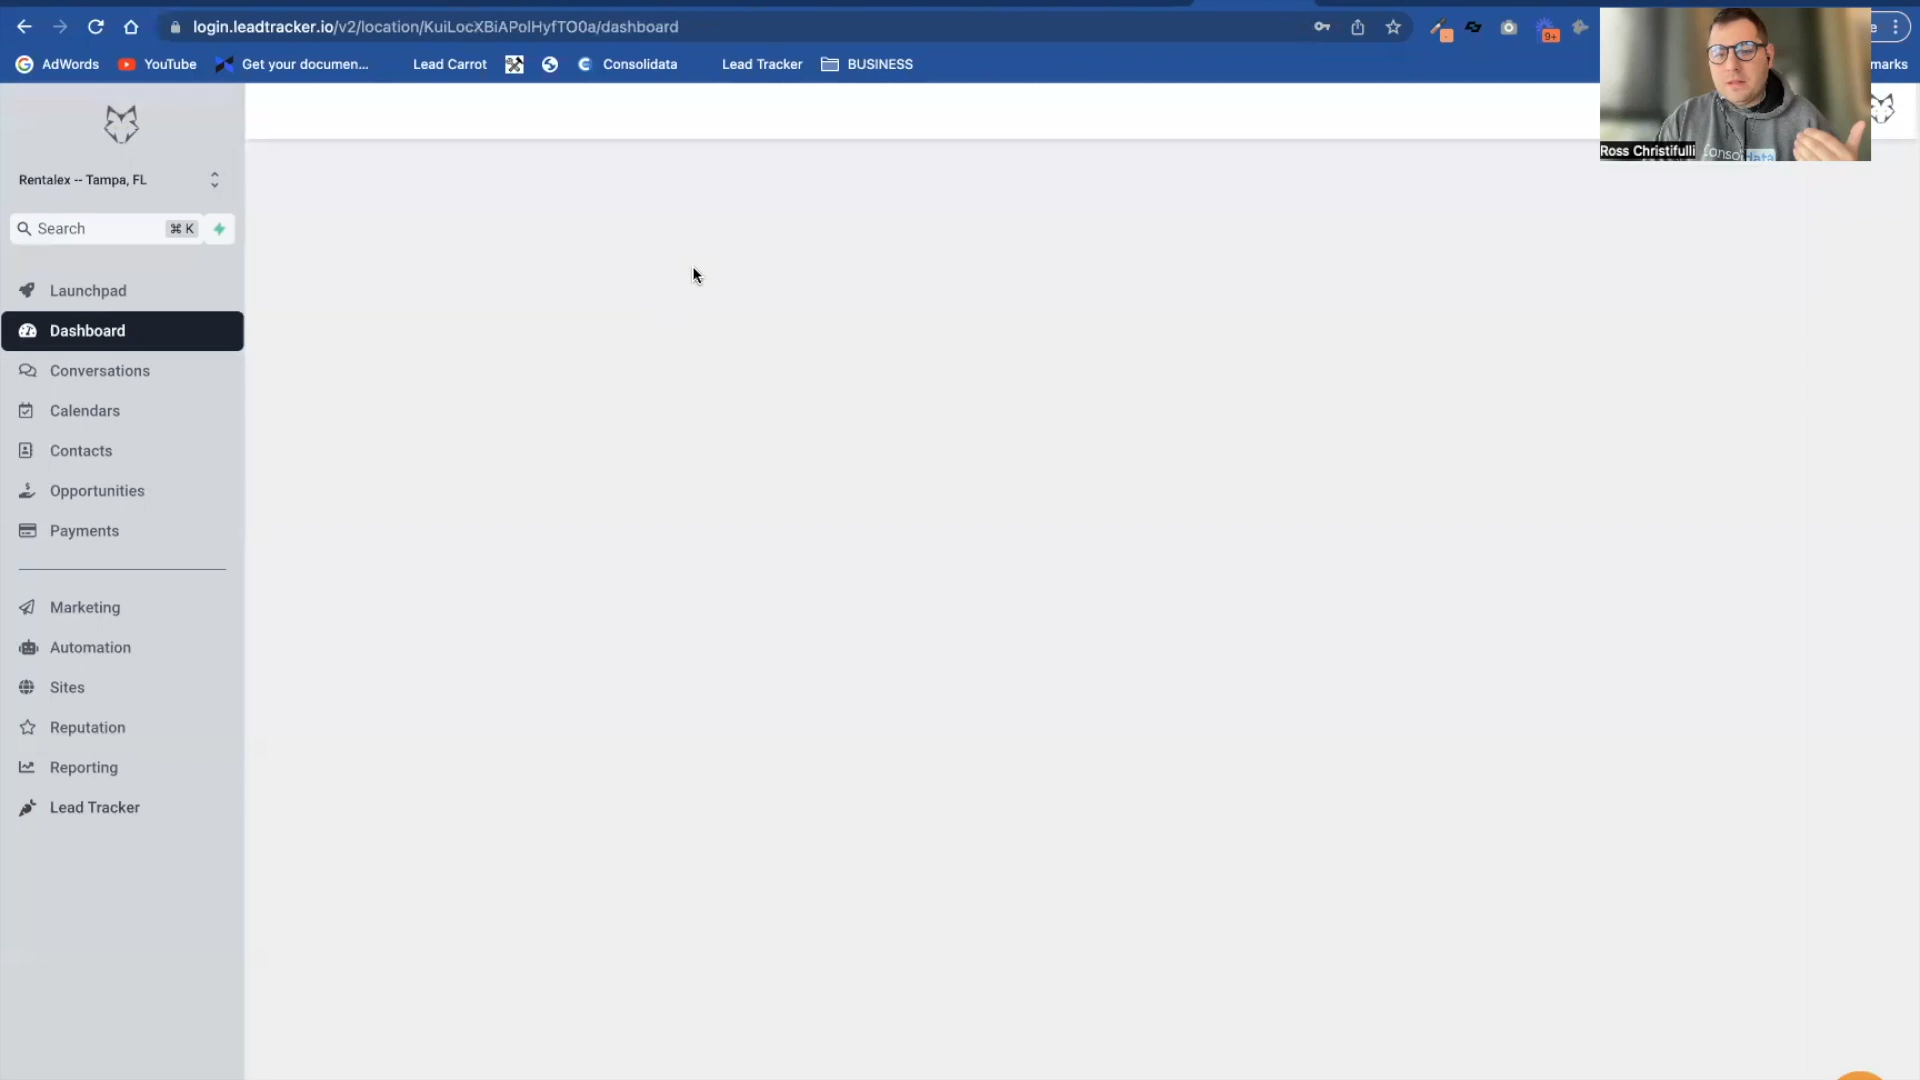 login.leadtracker.io/v2/location/KuiLocXBiAPolHyfTO0a/dashboard
9+
e
AdWords
YouTube
Get your documen...
Lead Carrot
Consolidata
Lead Tracker
BUSINESS
marks
Ross Christifulli
Rentalex -- Tampa, FL
Search
⌘ K
Launchpad
Dashboard
Conversations
Calendars
Contacts
Opportunities
Payments
Marketing
Automation
Sites
Reputation
Reporting
Lead Tracker